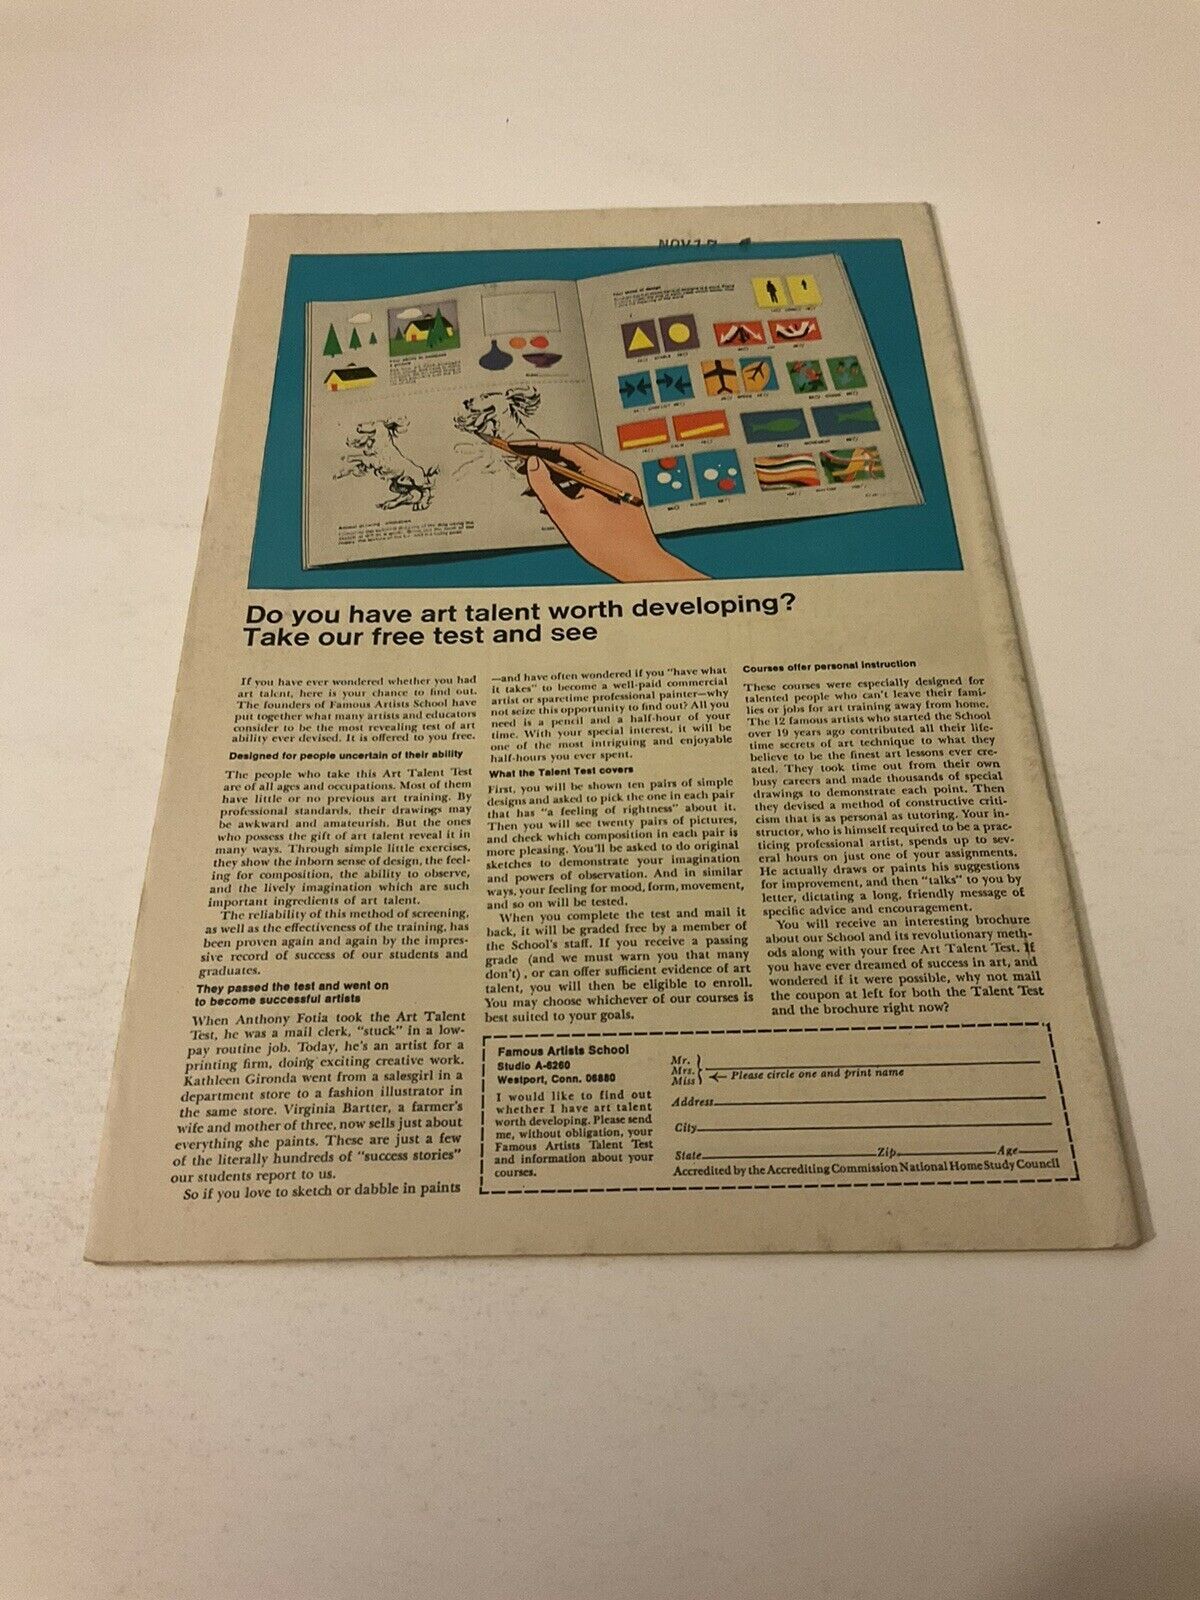 NOV 17
Do you have art talent worth developing?
Take our free test and see
If you have ever wondered whether you had
art talent, here is your chance to find out.
The founders of Famous Artists School have
put together what many artists and educators
consider to be the most revealing test of art
ability ever devised. It is offered to you free.
Designed for people uncertain of their ability
The people who take this Art Talent Test
are of all ages and occupations. Most of them
have little or no previous art training. By
professional standards, their drawings may
be awkward and amateurish. But the ones
who possess the gift of art talent reveal it in
many ways. Through simple little exercises,
they show the inborn sense of design, the feel-
ing for composition, the ability to observe,
and the lively imagination which are such
important ingredients of art talent.
The reliability of this method of screening,
as well as the effectiveness of the training, has
been proven again and again by the impres-
sive record of success of our students and
graduates.
They passed the test and went on
to become successful artists
When Anthony Fotia took the Art Talent
Test, he was a mail clerk, "stuck" in a low-
pay routine job. Today, he's an artist for a
printing firm, doing exciting creative work.
Kathleen Gironda went from a salesgirl in a
department store to a fashion illustrator in
the same store. Virginia Bartter, a farmer's
wife and mother of three, now sells just about
everything she paints. These are just a few
of the literally hundreds of "success stories"
our students report to us.
So if you love to sketch or dabble in paints
—and have often wondered if you "have what
it takes" to become a well-paid commercial
artist or sparetime professional painter—why
not seize this opportunity to find out? All you
need is a pencil and a half-hour of your
time. With your special interest, it will be
one of the most intriguing and enjoyable
half-hours you ever spent.
What the Talent Test covers
First, you will be shown ten pairs of simple
designs and asked to pick the one in each pair
that has "a feeling of rightness" about it.
Then you will see twenty pairs of pictures,
and check which composition in each pair is
more pleasing. You'll be asked to do original
sketches to demonstrate your imagination
and powers of observation. And in similar
ways, your feeling for mood, form, movement,
and so on will be tested.
When you complete the test and mail it
back, it will be graded free by a member of
the School's staff. If you receive a passing
grade (and we must warn you that many
don't), or can offer sufficient evidence of art
talent, you will then be eligible to enroll.
You may choose whichever of our courses is
best suited to your goals.
Courses offer personal instruction
These courses were especially designed for
talented people who can't leave their fami-
lies or jobs for art training away from home.
The 12 famous artists who started the School
over 19 years ago contributed all their life-
time secrets of art technique to what they
believe to be the finest art lessons ever cre-
ated. They took time out from their own
busy careers and made thousands of special
drawings to demonstrate each point. Then
they devised a method of constructive criti-
cism that is as personal as tutoring. Your in-
structor, who is himself required to be a prac-
ticing professional artist, spends up to sev-
eral hours on just one of your assignments.
He actually draws or paints his suggestions
for improvement, and then "talks" to you by
letter, dictating a long, friendly message of
specific advice and encouragement.
You will receive an interesting brochure
about our School and its revolutionary meth-
ods along with your free Art Talent Test. If
you have ever dreamed of success in art, and
wondered if it were possible, why not mail
the coupon at left for both the Talent Test
and the brochure right now?
Famous Artists School
Studio A-6260
Westport, Conn. 06880
I would like to find out
whether I have art talent
worth developing. Please send
me, without obligation, your
Famous Artists Talent Test
and information about your
courses.
Mr.
Mrs.
Miss
Please circle one and print name
Address
City
State Zip Age
Accredited by the Accrediting Commission National Home Study Council